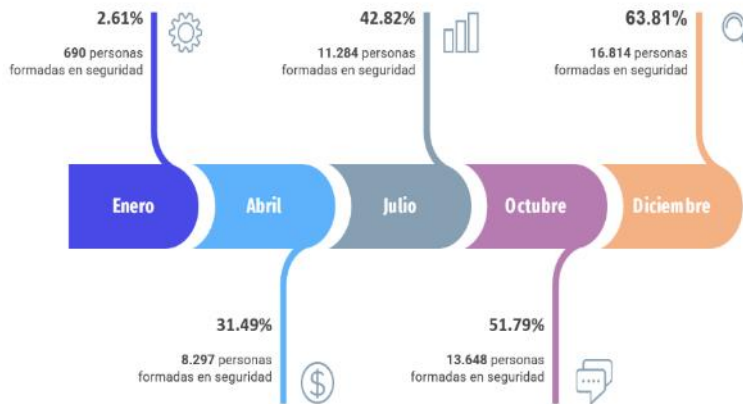 2.61%
690 personas
formadas en seguridad
42.82%
11.284 personas
formadas en seguridad
63.81%
16.814 personas
formadas en seguridad
Enero
Abril
Julio
Octubre
Diciembre
31.49%
8.297 personas
formadas en seguridad
$
51.79%
13.648 personas
formadas en seguridad